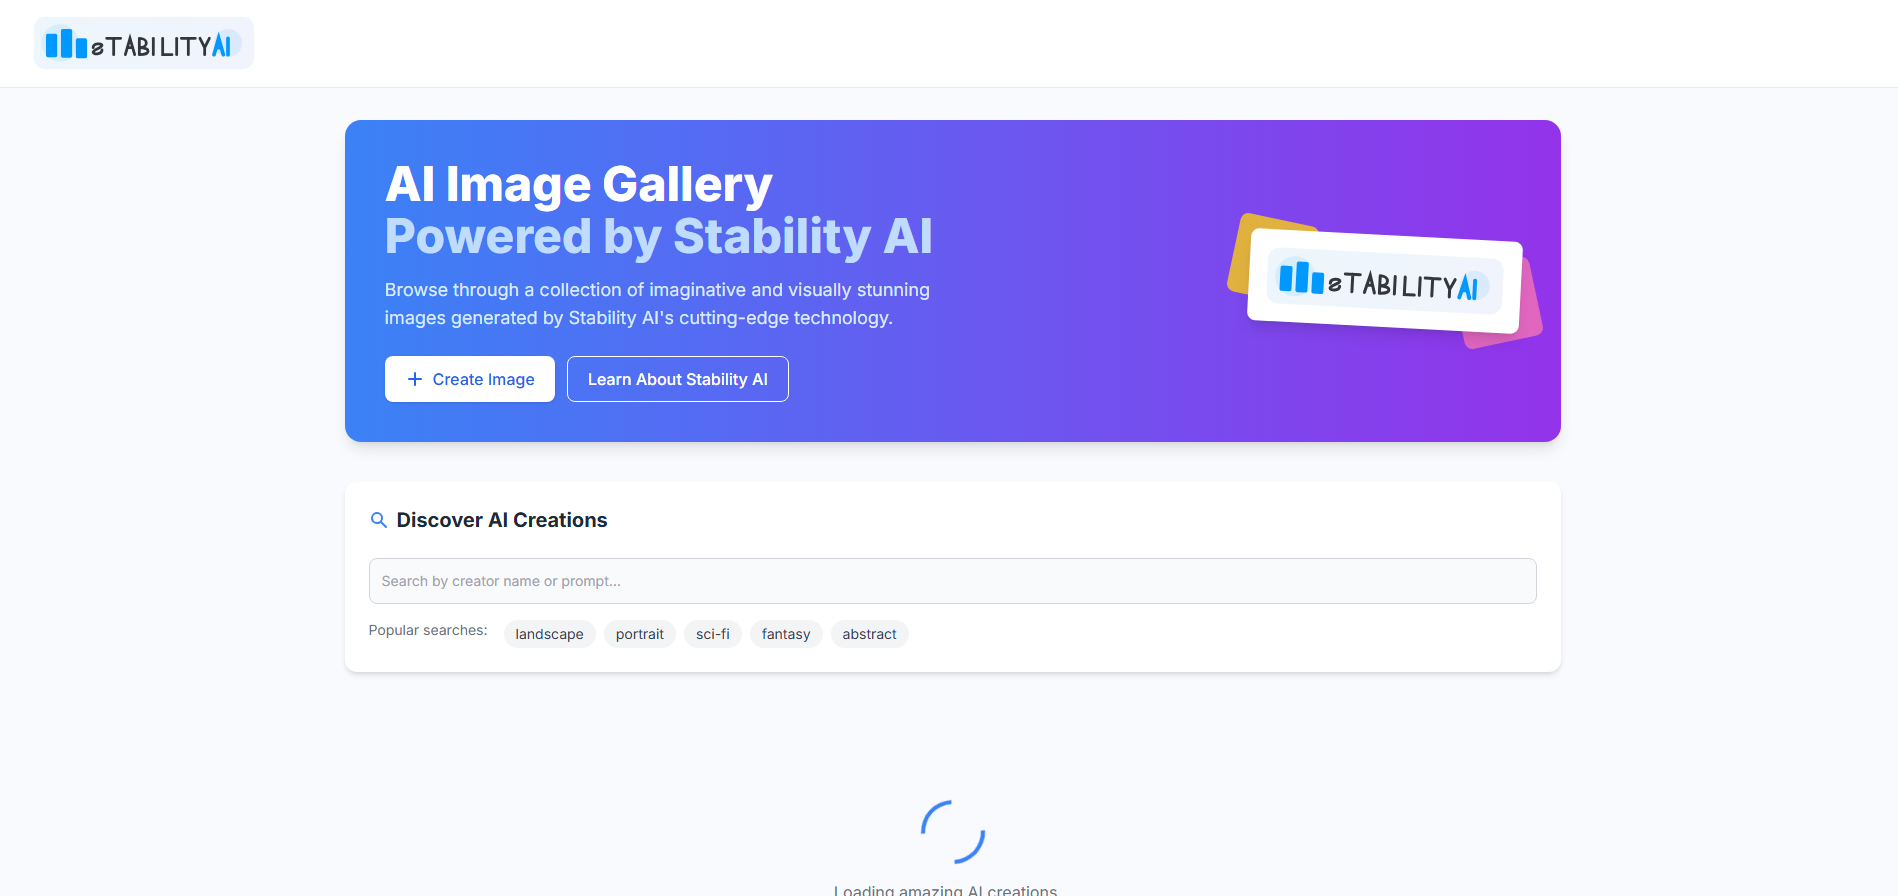 sTABILITYAI
AI Image Gallery
Powered by Stability AI
Browse through a collection of imaginative and visually stunning
images generated by Stability AI's cutting-edge technology.
Create Image
Learn About Stability AI
sTABILITYAI
Discover AI Creations
Search by creator name or prompt...
Popular searches:
landscape
portrait
sci-fi
fantasy
abstract
Loading amazing AI creations